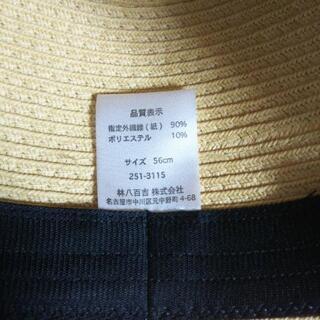 品質表示
指定外繊維(紙) 90%
ポリエステル 10%
サイズ 56cm
251-3115
林八百吉 株式会社
名古屋市中川区元中野町4-68